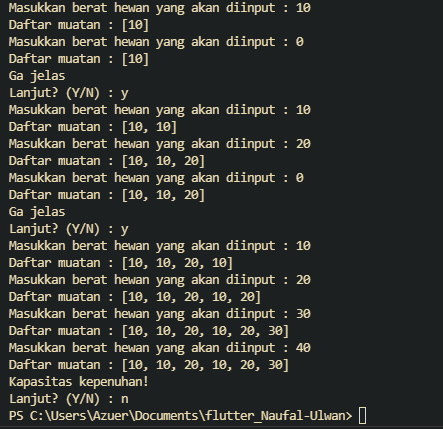 Masukkan berat hewan yang akan diinput : 10
Daftar muatan : [10]
Masukkan berat hewan yang akan diinput : 0
Daftar muatan : [10]
Ga jelas
Lanjut? (Y/N) : y
Masukkan berat hewan yang akan diinput : 10
Daftar muatan : [10, 10]
Masukkan berat hewan yang akan diinput : 20
Daftar muatan : [10, 10, 20]
Masukkan berat hewan yang akan diinput : 0
Daftar muatan : [10, 10, 20]
Ga jelas
Lanjut? (Y/N) : y
Masukkan berat hewan yang akan diinput : 10
Daftar muatan : [10, 10, 20, 10]
Masukkan berat hewan yang akan diinput : 20
Daftar muatan : [10, 10, 20, 10, 20]
Masukkan berat hewan yang akan diinput : 30
Daftar muatan : [10, 10, 20, 10, 20, 30]
Masukkan berat hewan yang akan diinput : 40
Daftar muatan : [10, 10, 20, 10, 20, 30]
Kapasitas kepenuhan!
Lanjut? (Y/N) : n
PS C:\Users\Azuer\Documents\flutter_Naufal-Ulwan>